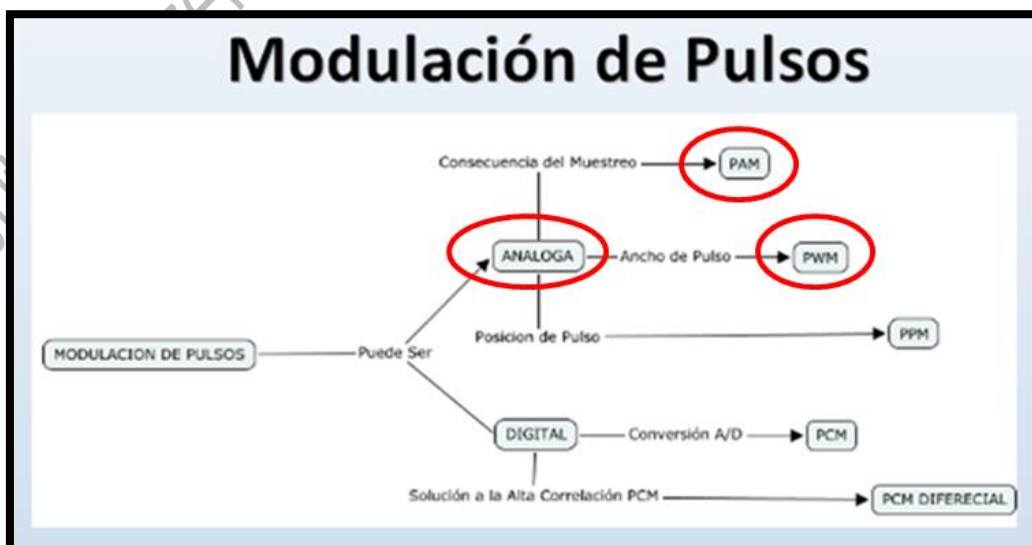 Modulación de Pulsos
Consecuencia del Muestreo
PAM
ANALOGA
Ancho de Pulso
PWM
Posicion de Pulso
PPM
MODULACION DE PULSOS
Puede Ser
DIGITAL
Conversión A/D
PCM
Solución a la Alta Correlación PCM
PCM DIFERECIAL